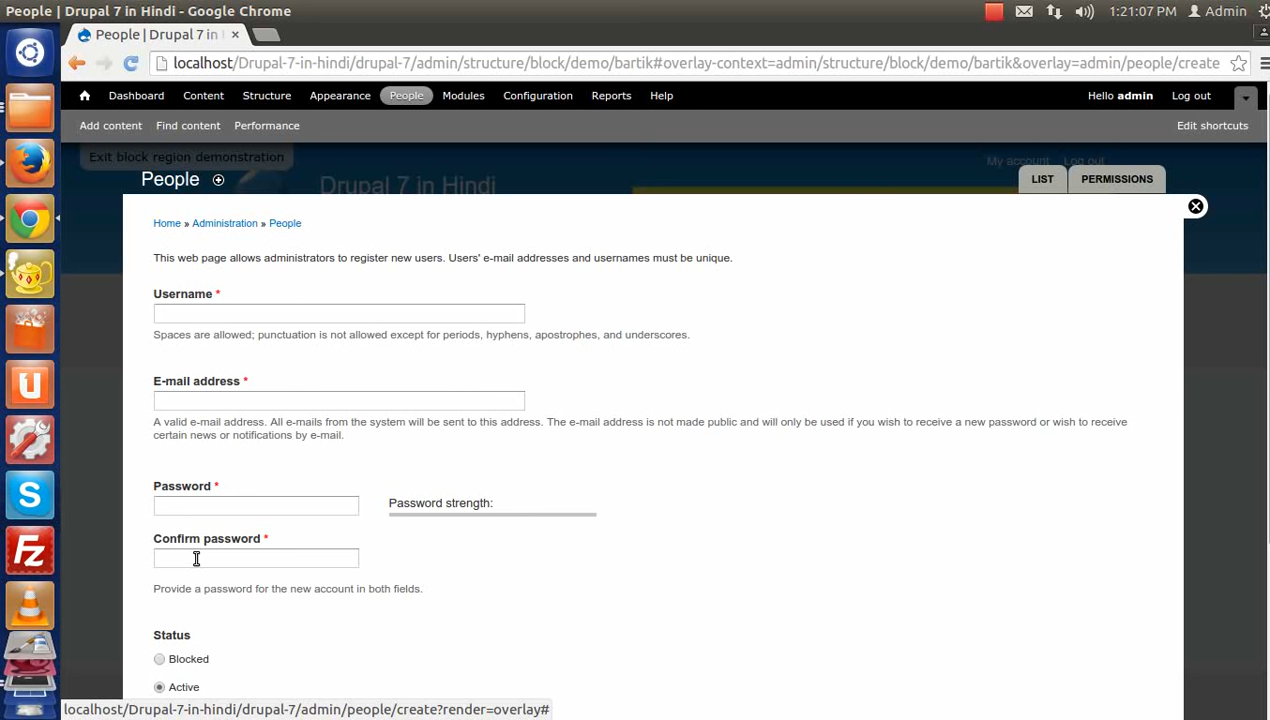 People | Drupal 7 in Hindi - Google Chrome
1:21:07 PM Admin
People | Drupal 7 in
localhost/Drupal-7-in-hindi/drupal-7/admin/structure/block/demo/bartik#overlay-context=admin/structure/block/demo/bartik&overlay=admin/people/create
Dashboard Content Structure Appearance People Modules Configuration Reports Help Hello admin Log out
Add content Find content Performance Edit shortcuts
Exit block region demonstration My account Log out
People Drupal 7 in Hindi LIST PERMISSIONS
Home » Administration » People
This web page allows administrators to register new users. Users' e-mail addresses and usernames must be unique.
Username *
Spaces are allowed; punctuation is not allowed except for periods, hyphens, apostrophes, and underscores.
E-mail address *
A valid e-mail address. All e-mails from the system will be sent to this address. The e-mail address is not made public and will only be used if you wish to receive a new password or wish to receive
certain news or notifications by e-mail.
Password *
Password strength:
Confirm password *
Provide a password for the new account in both fields.
Status
Blocked
Active
localhost/Drupal-7-in-hindi/drupal-7/admin/people/create?render=overlay#